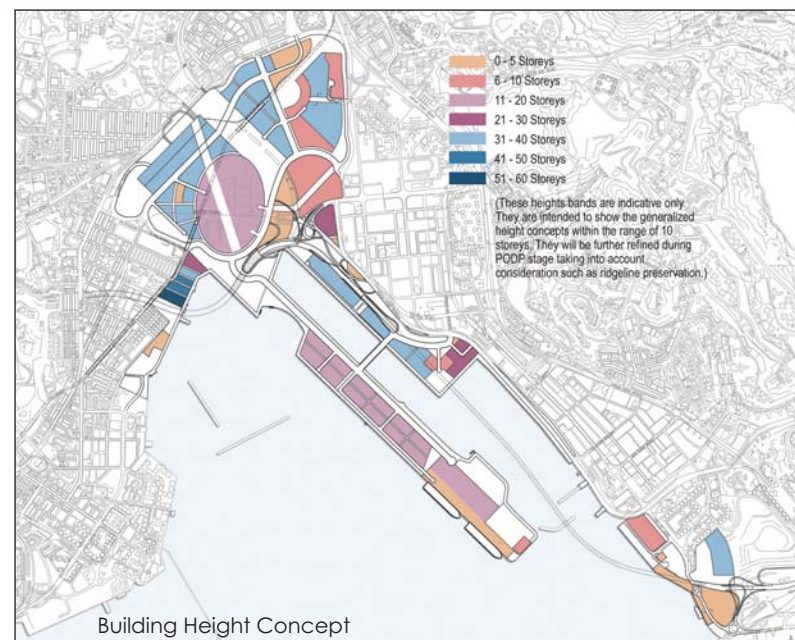 0 - 5 Storeys
6 - 10 Storeys
11 - 20 Storeys
21 - 30 Storeys
31 - 40 Storeys
41 - 50 Storeys
51 - 60 Storeys
(These heights bands are indicative only.
They are intended to show the generalized
height concepts within the range of 10
storeys. They will be further refined during
PODP stage taking into account
consideration such as ridgeline preservation.)
Building Height Concept